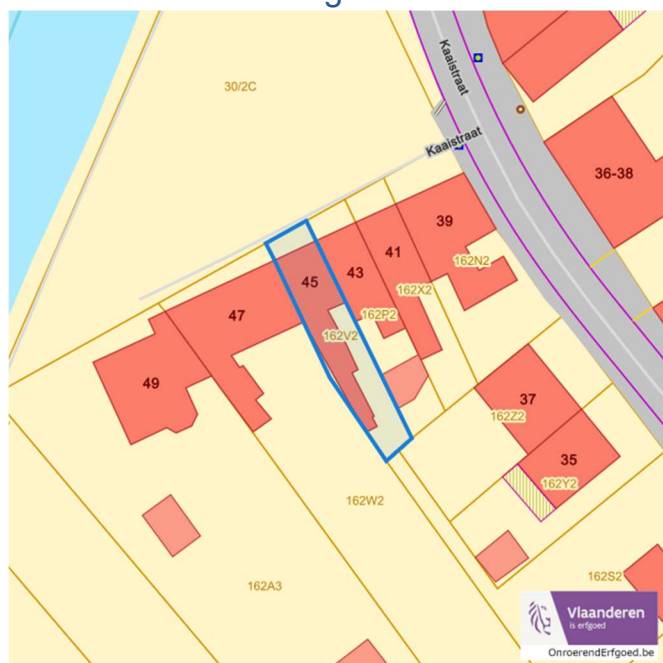 Kaaistraat
30/2C
Kaaistraat
36-38
39
41
162N2
43
45
162X2
162P2
47
162V2
49
37
162Z2
35
162Y2
162W2
162A3
162S2
Vlaanderen
is erfgoed
OnroerendErfgoed.be